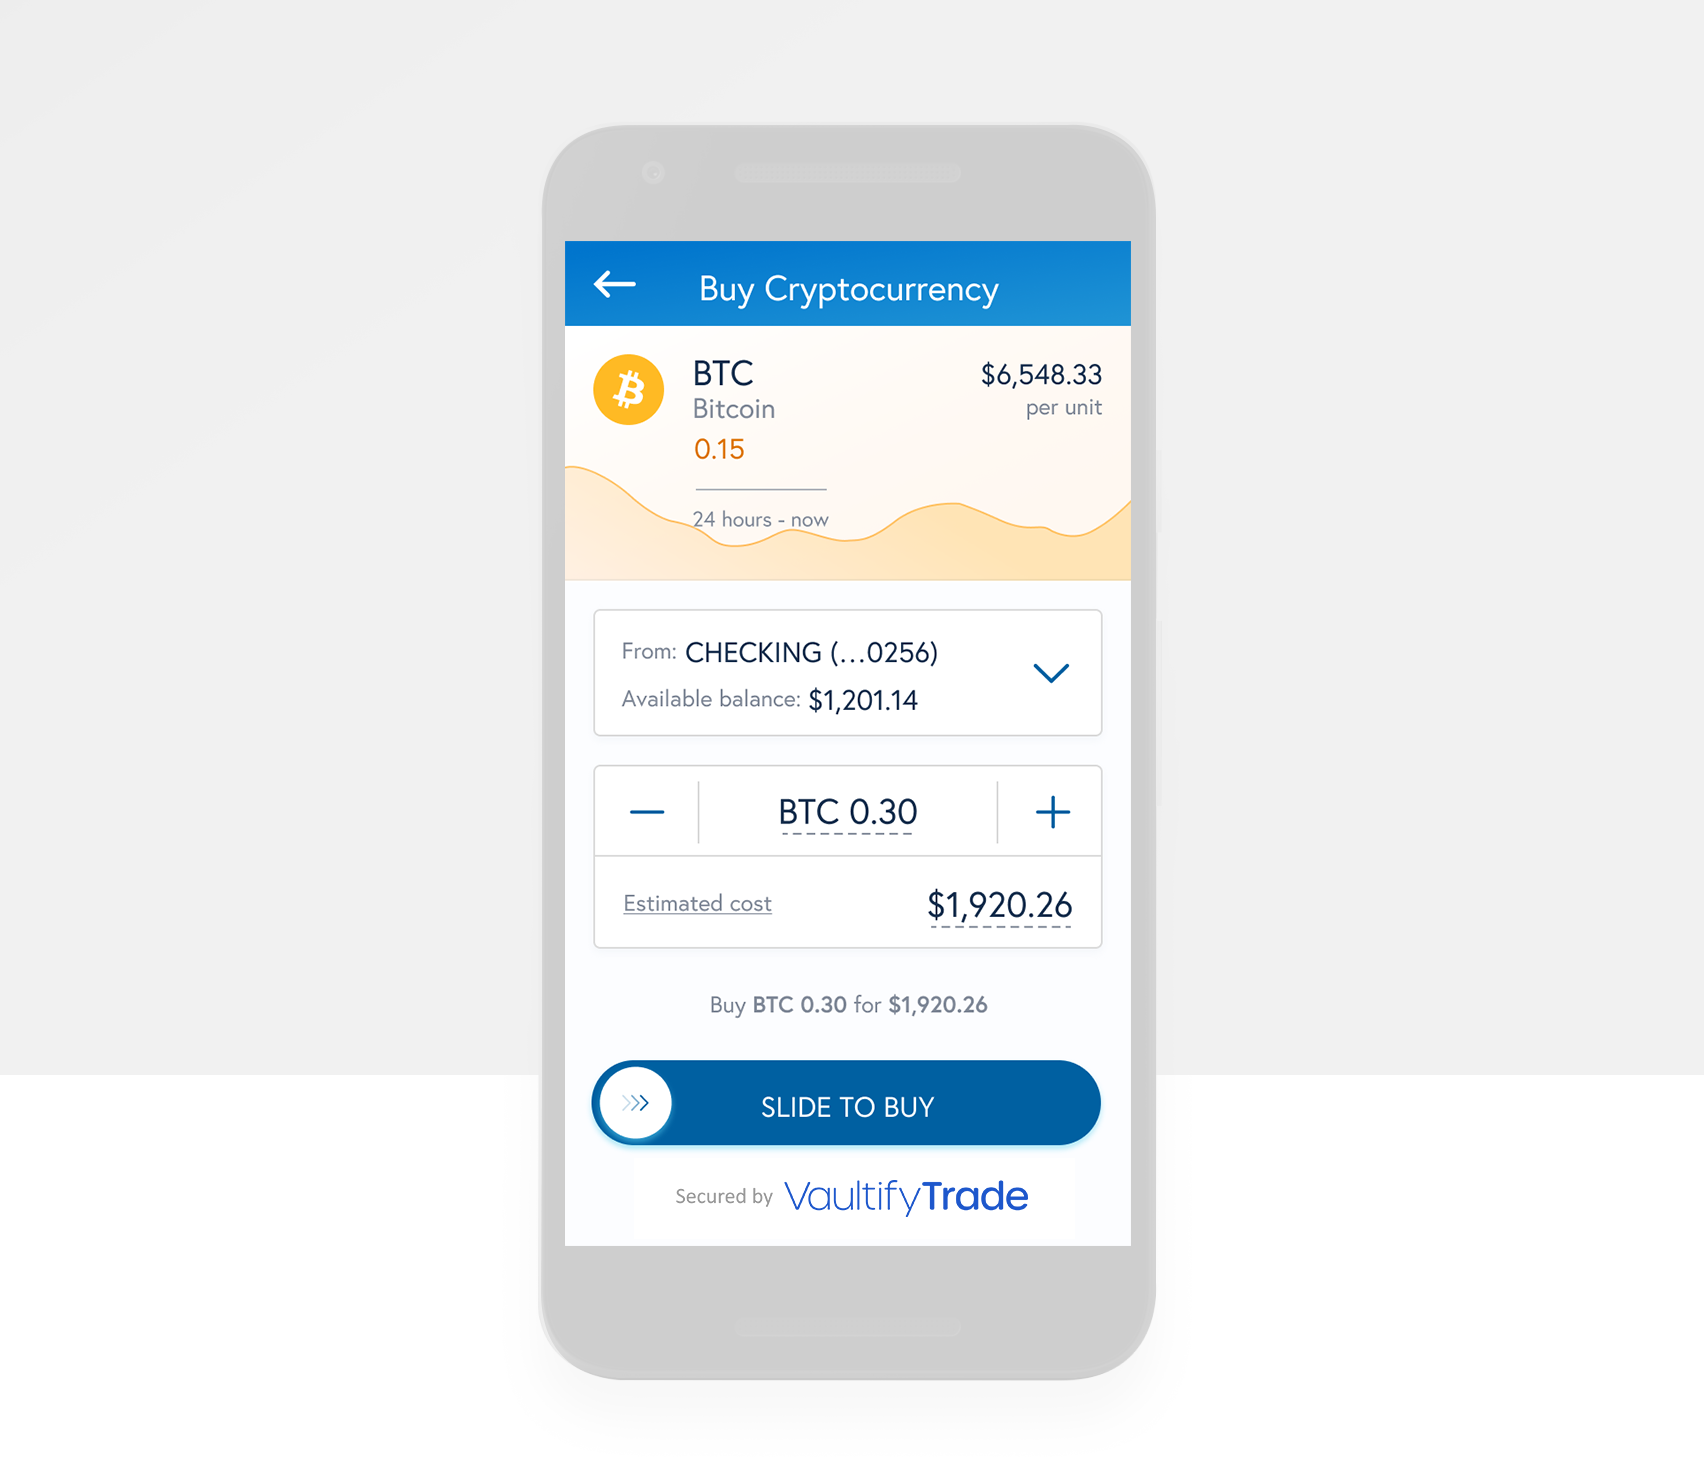 Buy Cryptocurrency
BTC
Bitcoin
0.15
$6,548.33
per unit
24 hours - now
From: CHECKING (...0256)
Available balance: $1,201.14
BTC 0.30
Estimated cost $1,920.26
Buy BTC 0.30 for $1,920.26
SLIDE TO BUY
Secured by VaultifyTrade